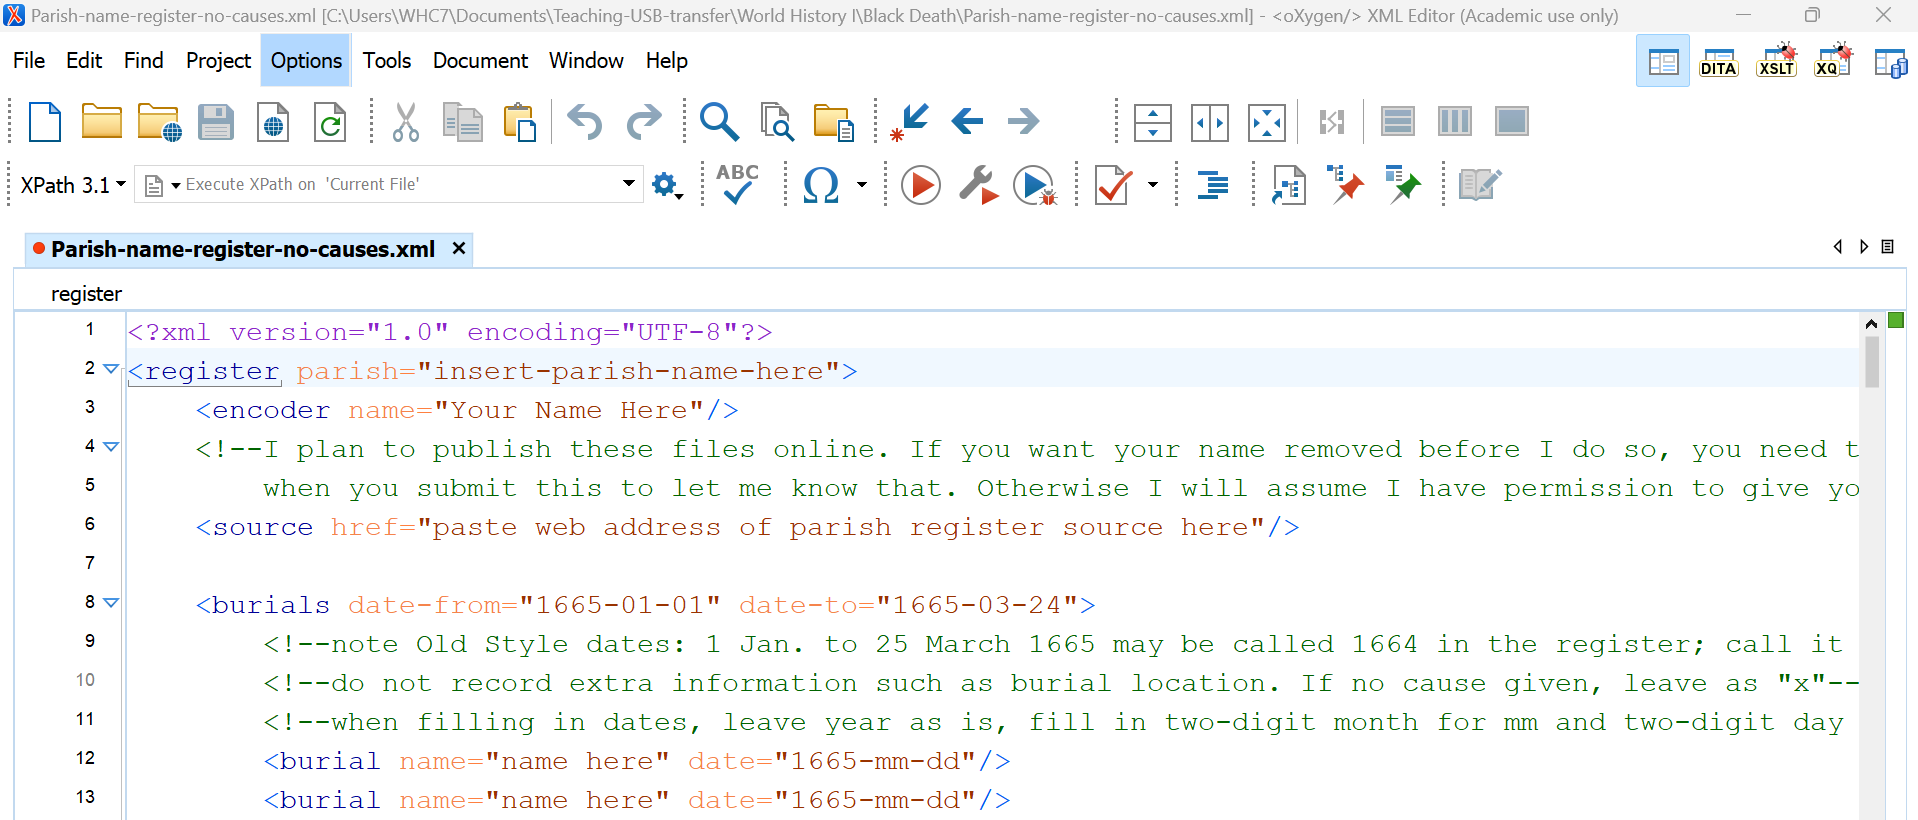 Parish-name-register-no-causes.xml [C:\Users\WHC7\Documents\Teaching-USB-transfer\World History I\Black Death\Parish-name-register-no-causes.xml] - <oXygen/> XML Editor (Academic use only)
File Edit Find Project Options Tools Document Window Help
DITA XSLT XQ
XPath 3.1 Execute XPath on 'Current File' ABC Ω
Parish-name-register-no-causes.xml
register
1 <?xml version="1.0" encoding="UTF-8"?>
2 <register parish="insert-parish-name-here">
3 <encoder name="Your Name Here"/>
4 <!--I plan to publish these files online. If you want your name removed before I do so, you need t
5 when you submit this to let me know that. Otherwise I will assume I have permission to give yo
6 <source href="paste web address of parish register source here"/>
7
8 <burials date-from="1665-01-01" date-to="1665-03-24">
9 <!--note Old Style dates: 1 Jan. to 25 March 1665 may be called 1664 in the register; call it
10 <!--do not record extra information such as burial location. If no cause given, leave as "x"--
11 <!--when filling in dates, leave year as is, fill in two-digit month for mm and two-digit day
12 <burial name="name here" date="1665-mm-dd"/>
13 <burial name="name here" date="1665-mm-dd"/>